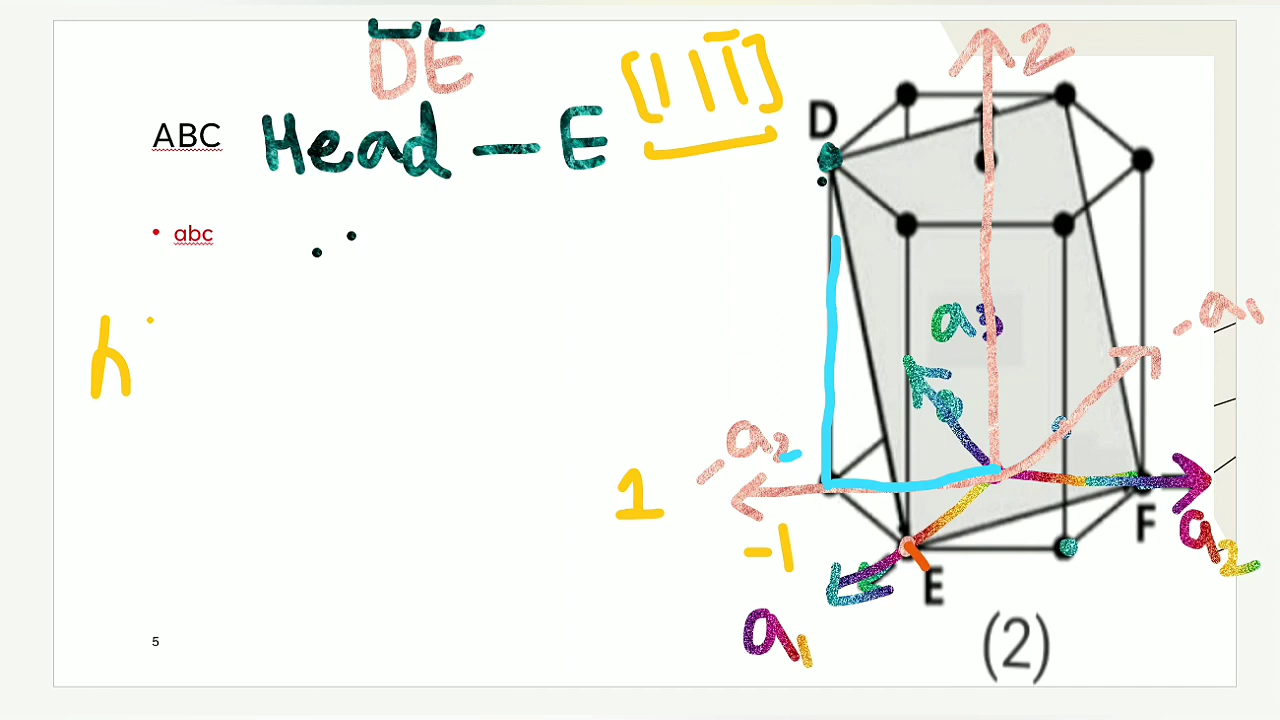 DE
Head – E [1 1 1̅]
ABC
abc
h
D
z
a3
-a1
-a2
1
-1
F
a2
E
a1
(2)
5